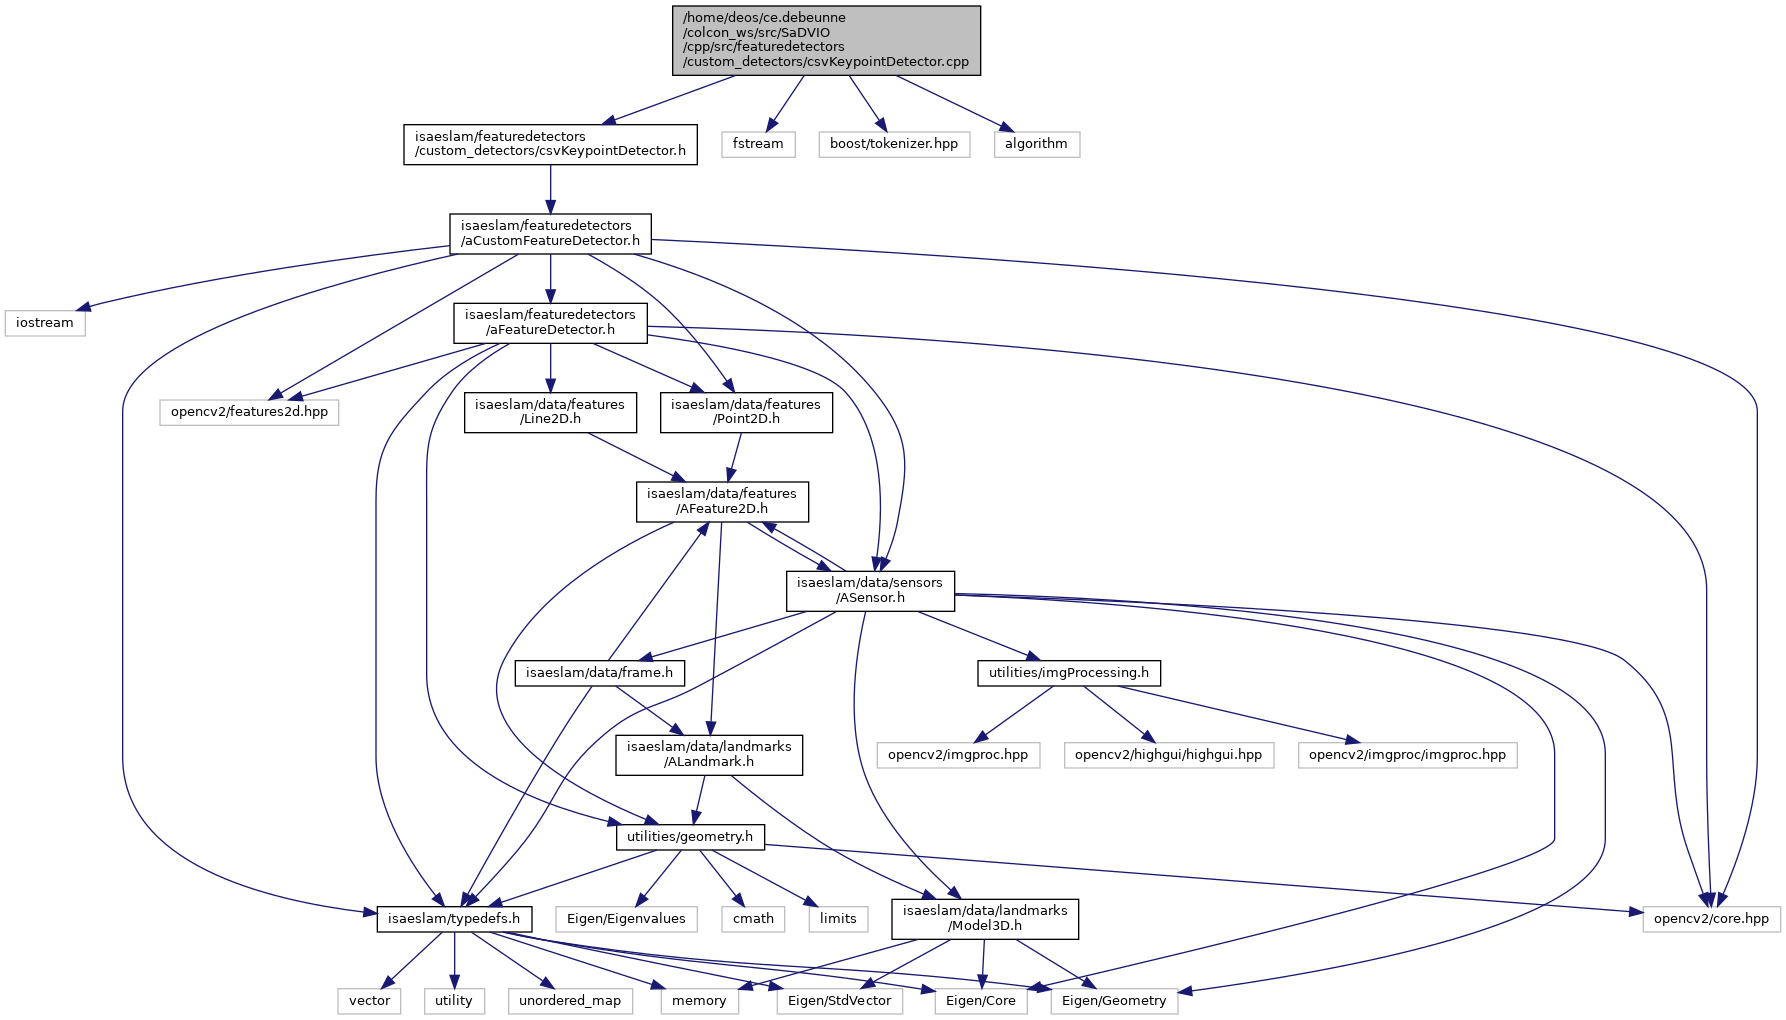 /home/deos/ce.debeunne
/colcon_ws/src/SaDVIO
/cpp/src/featuredetectors
/custom_detectors/csvKeypointDetector.cpp
isaeslam/featuredetectors
/custom_detectors/csvKeypointDetector.h
fstream
boost/tokenizer.hpp
algorithm
isaeslam/featuredetectors
/aCustomFeatureDetector.h
iostream
isaeslam/featuredetectors
/aFeatureDetector.h
opencv2/features2d.hpp
isaeslam/data/features
/Line2D.h
isaeslam/data/features
/Point2D.h
isaeslam/data/features
/AFeature2D.h
isaeslam/data/sensors
/ASensor.h
isaeslam/data/frame.h
utilities/imgProcessing.h
isaeslam/data/landmarks
/ALandmark.h
opencv2/imgproc.hpp
opencv2/highgui/highgui.hpp
opencv2/imgproc/imgproc.hpp
utilities/geometry.h
isaeslam/typedefs.h
Eigen/Eigenvalues
cmath
limits
isaeslam/data/landmarks
/Model3D.h
opencv2/core.hpp
vector
utility
unordered_map
memory
Eigen/StdVector
Eigen/Core
Eigen/Geometry